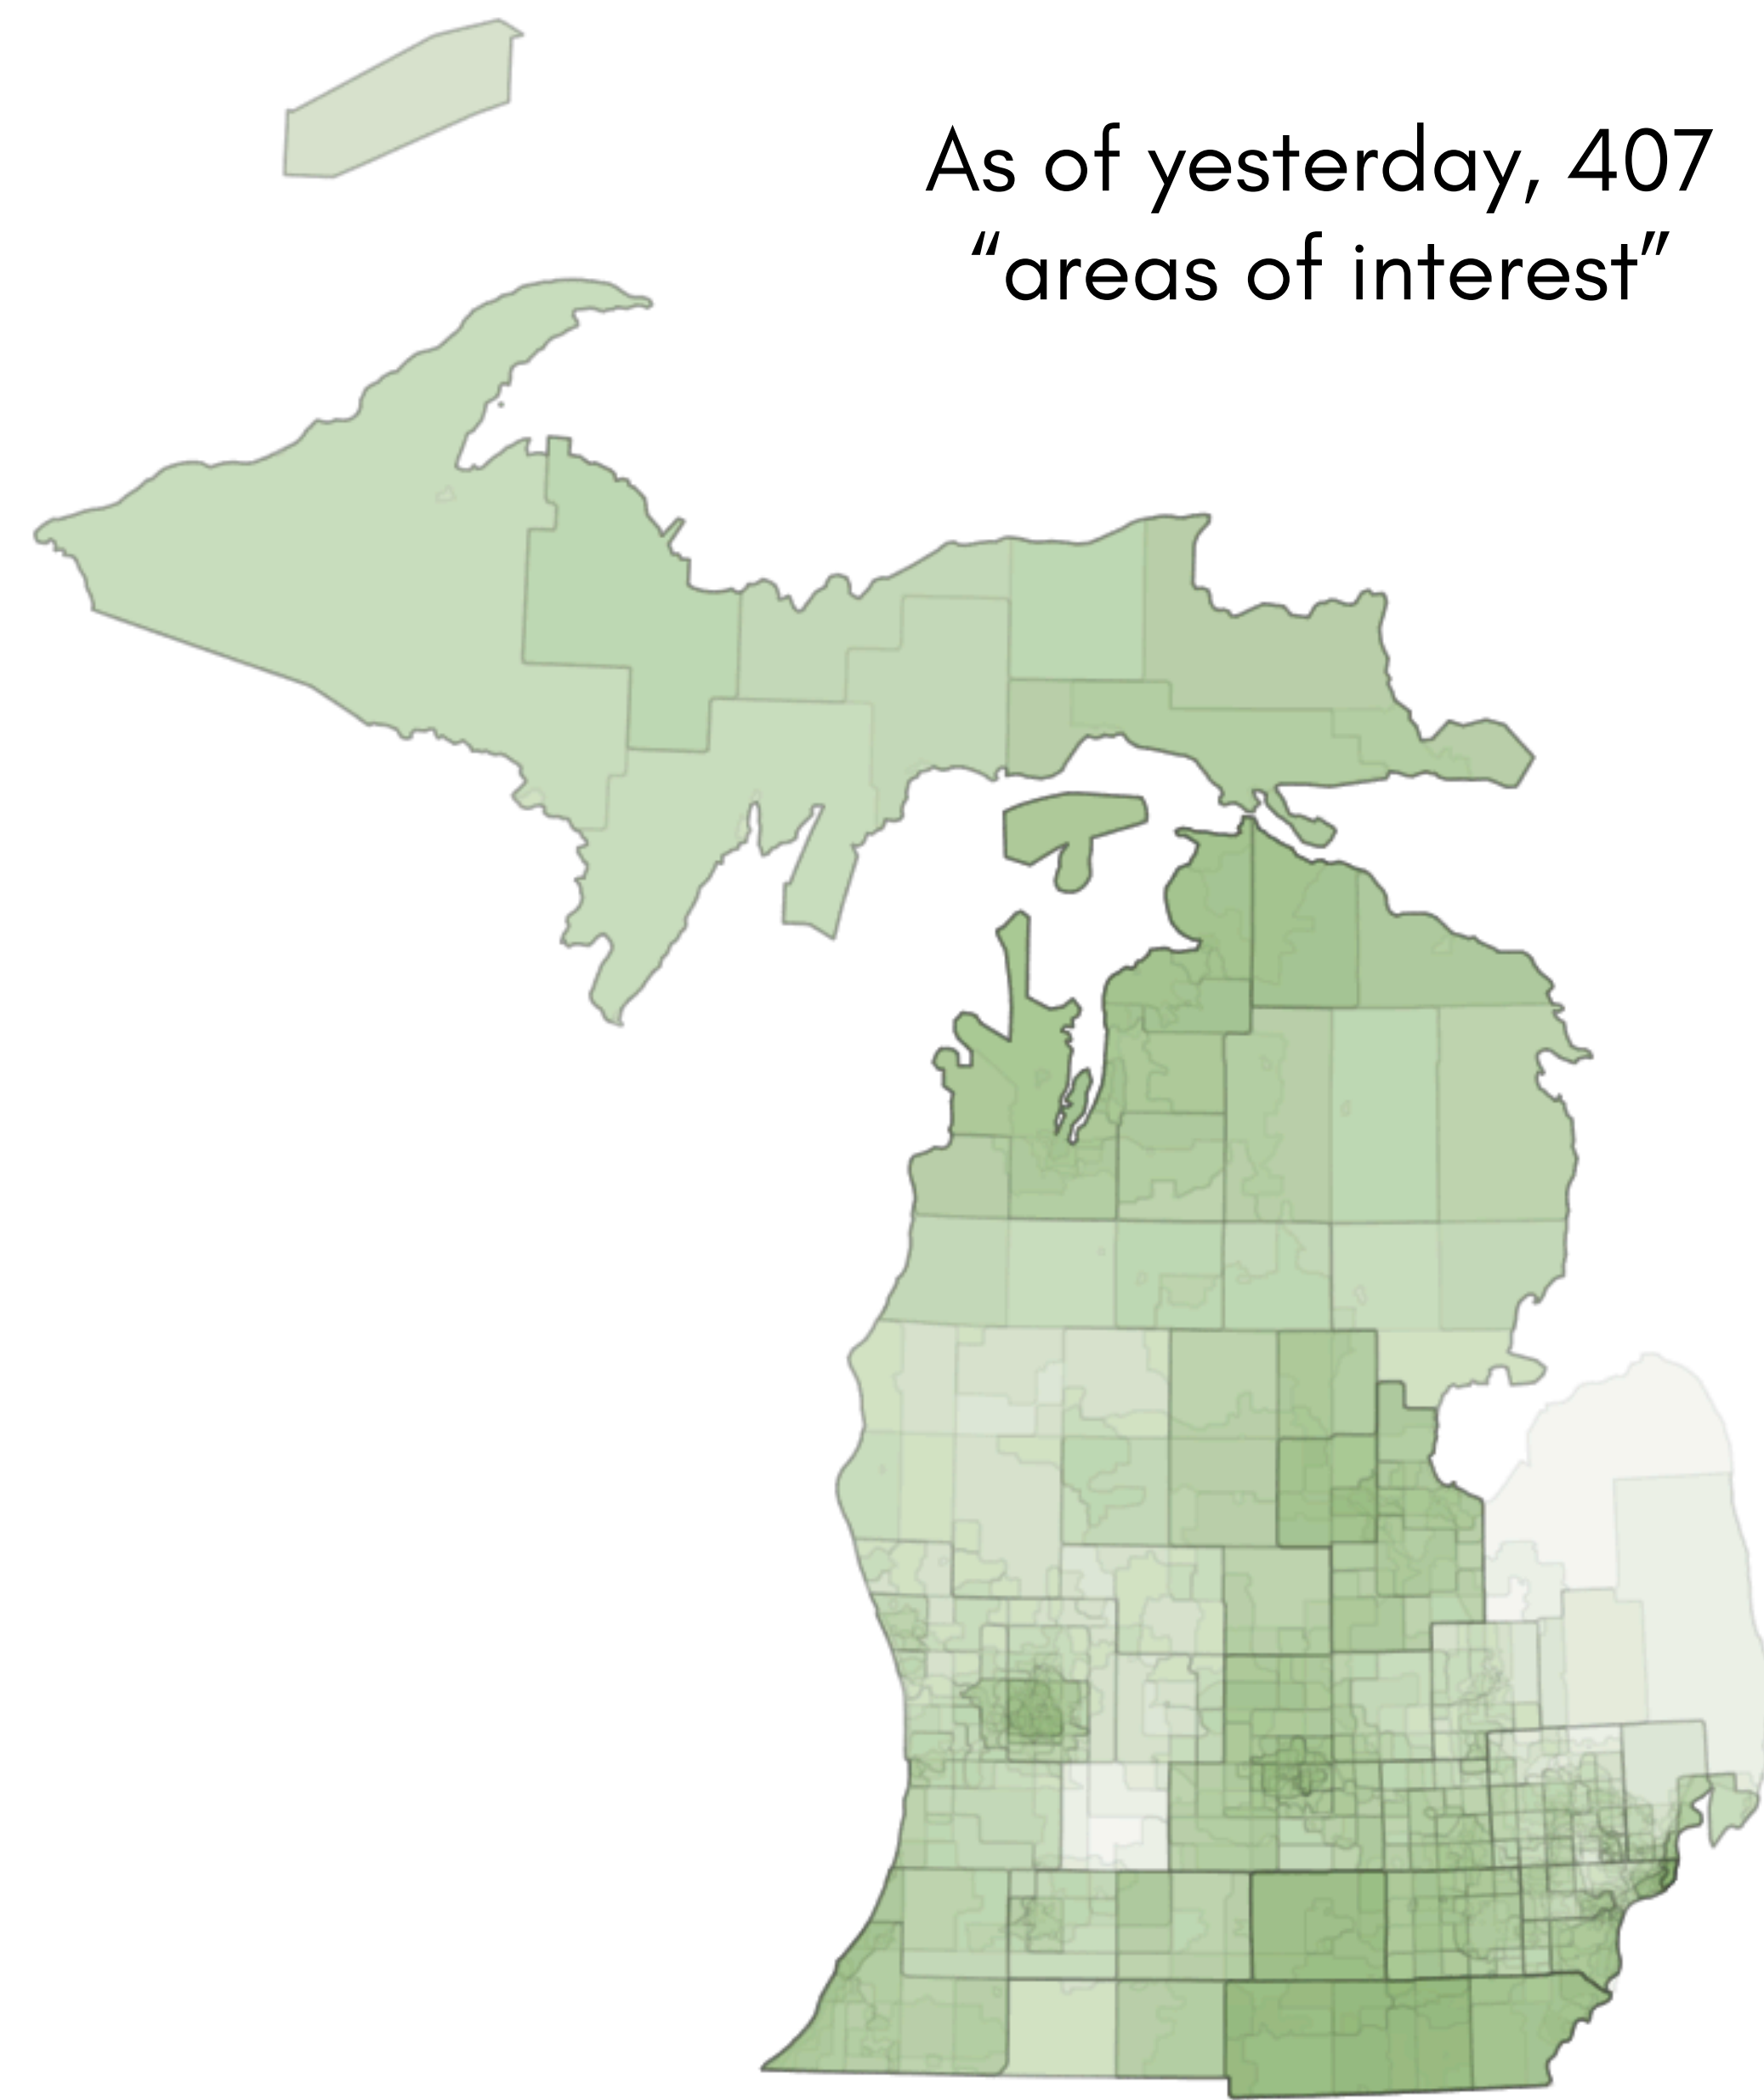 As of yesterday, 407
“areas of interest”